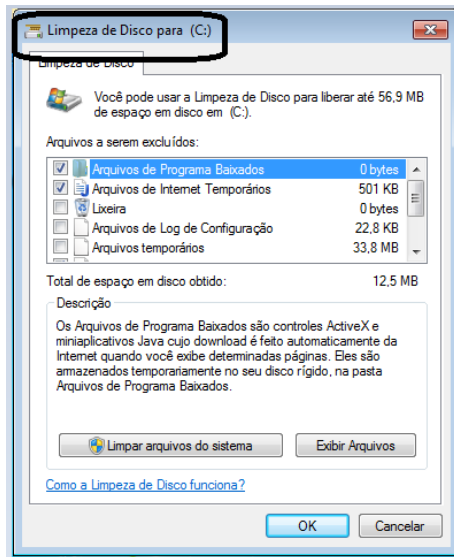 Limpeza de Disco para (C:)
Limpeza de Disco
Você pode usar a Limpeza de Disco para liberar até 56,9 MB
de espaço em disco em (C:).
Arquivos a serem excluídos:
Arquivos de Programa Baixados 0 bytes
Arquivos de Internet Temporários 501 KB
Lixeira 0 bytes
Arquivos de Log de Configuração 22,8 KB
Arquivos temporários 33,8 MB
Total de espaço em disco obtido: 12,5 MB
Descrição
Os Arquivos de Programa Baixados são controles ActiveX e
miniaplicativos Java cujo download é feito automaticamente da
Internet quando você exibe determinadas páginas. Eles são
armazenados temporariamente no seu disco rígido, na pasta
Arquivos de Programa Baixados.
Limpar arquivos do sistema Exibir Arquivos
Como a Limpeza de Disco funciona?
OK Cancelar